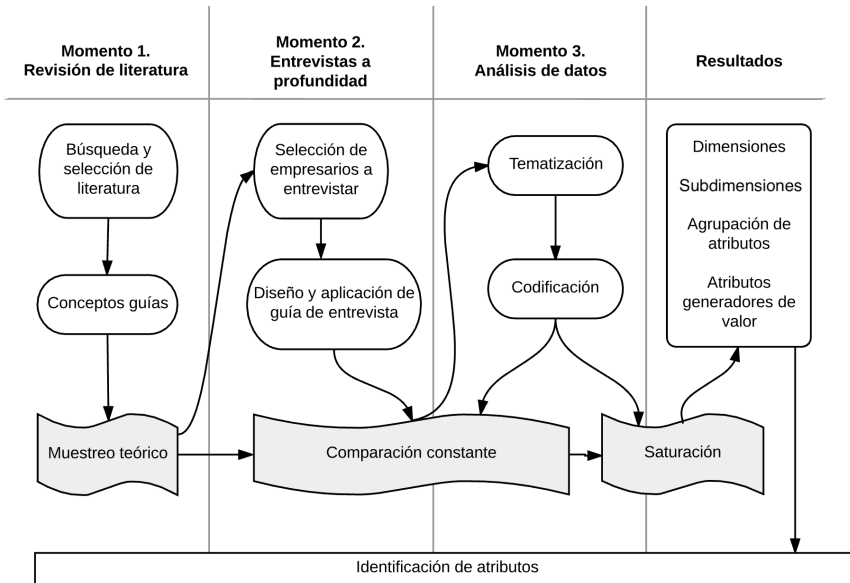 Momento 1.
Revisión de literatura
Momento 2.
Entrevistas a
profundidad
Momento 3.
Análisis de datos
Resultados
Búsqueda y
selección de
literatura
Conceptos guías
Muestreo teórico
Selección de
empresarios a
entrevistar
Diseño y aplicación de
guía de entrevista
Comparación constante
Tematización
Codificación
Saturación
Dimensiones
Subdimensiones
Agrupación de
atributos
Atributos
generadores de
valor
Identificación de atributos